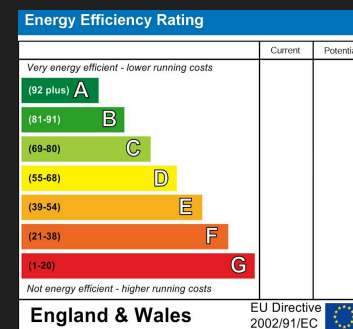 Energy Efficiency Rating
Current Potentia
Very energy efficient - lower running costs
(92 plus) A
(81-91) B
(69-80) C
(55-68) D
(39-54) E
(21-38) F
(1-20) G
Not energy efficient - higher running costs
England & Wales
EU Directive
2002/91/EC